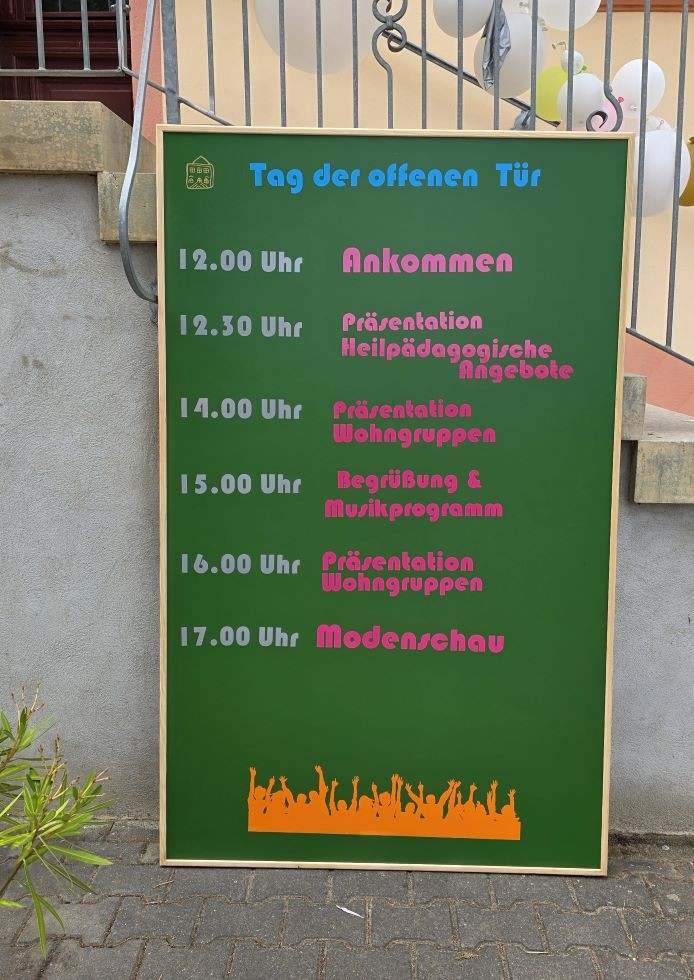 Tag der offenen Tür
12.00 Uhr Ankommen
12.30 Uhr Präsentation
Heilpädagogische
Angebote
14.00 Uhr Präsentation
Wohngruppen
15.00 Uhr Begrüßung &
Musikprogramm
16.00 Uhr Präsentation
Wohngruppen
17.00 Uhr Modenschau